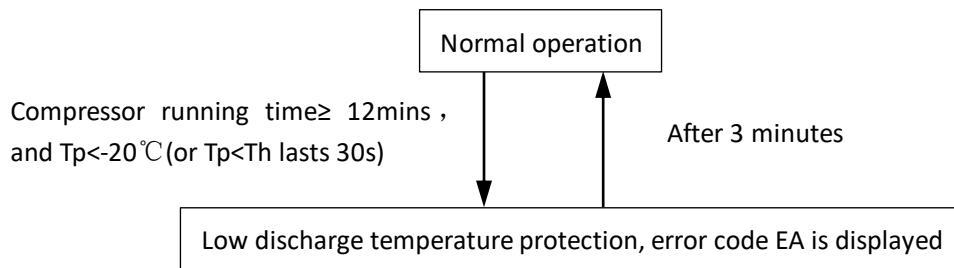 Normal operation
Compressor running time≥ 12mins，
and Tp<-20℃(or Tp<Th lasts 30s)
After 3 minutes
Low discharge temperature protection, error code EA is displayed